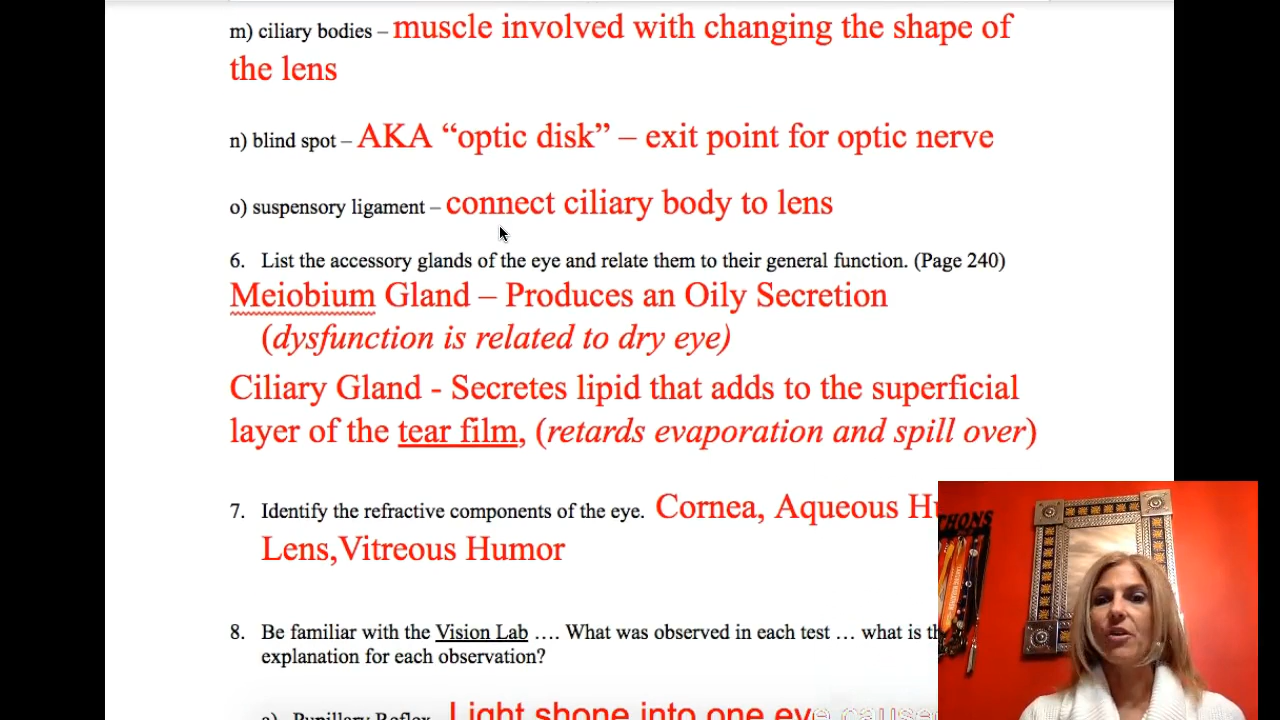 m) ciliary bodies – muscle involved with changing the shape of
the lens
n) blind spot – AKA “optic disk” – exit point for optic nerve
o) suspensory ligament – connect ciliary body to lens
6. List the accessory glands of the eye and relate them to their general function. (Page 240)
Meiobium Gland – Produces an Oily Secretion
(dysfunction is related to dry eye)
Ciliary Gland - Secretes lipid that adds to the superficial
layer of the tear film, (retards evaporation and spill over)
7. Identify the refractive components of the eye. Cornea, Aqueous
Lens,Vitreous Humor
8. Be familiar with the Vision Lab …. What was observed in each test … what is
explanation for each observation?
a) Pupillary Reflex Light shone into one eye